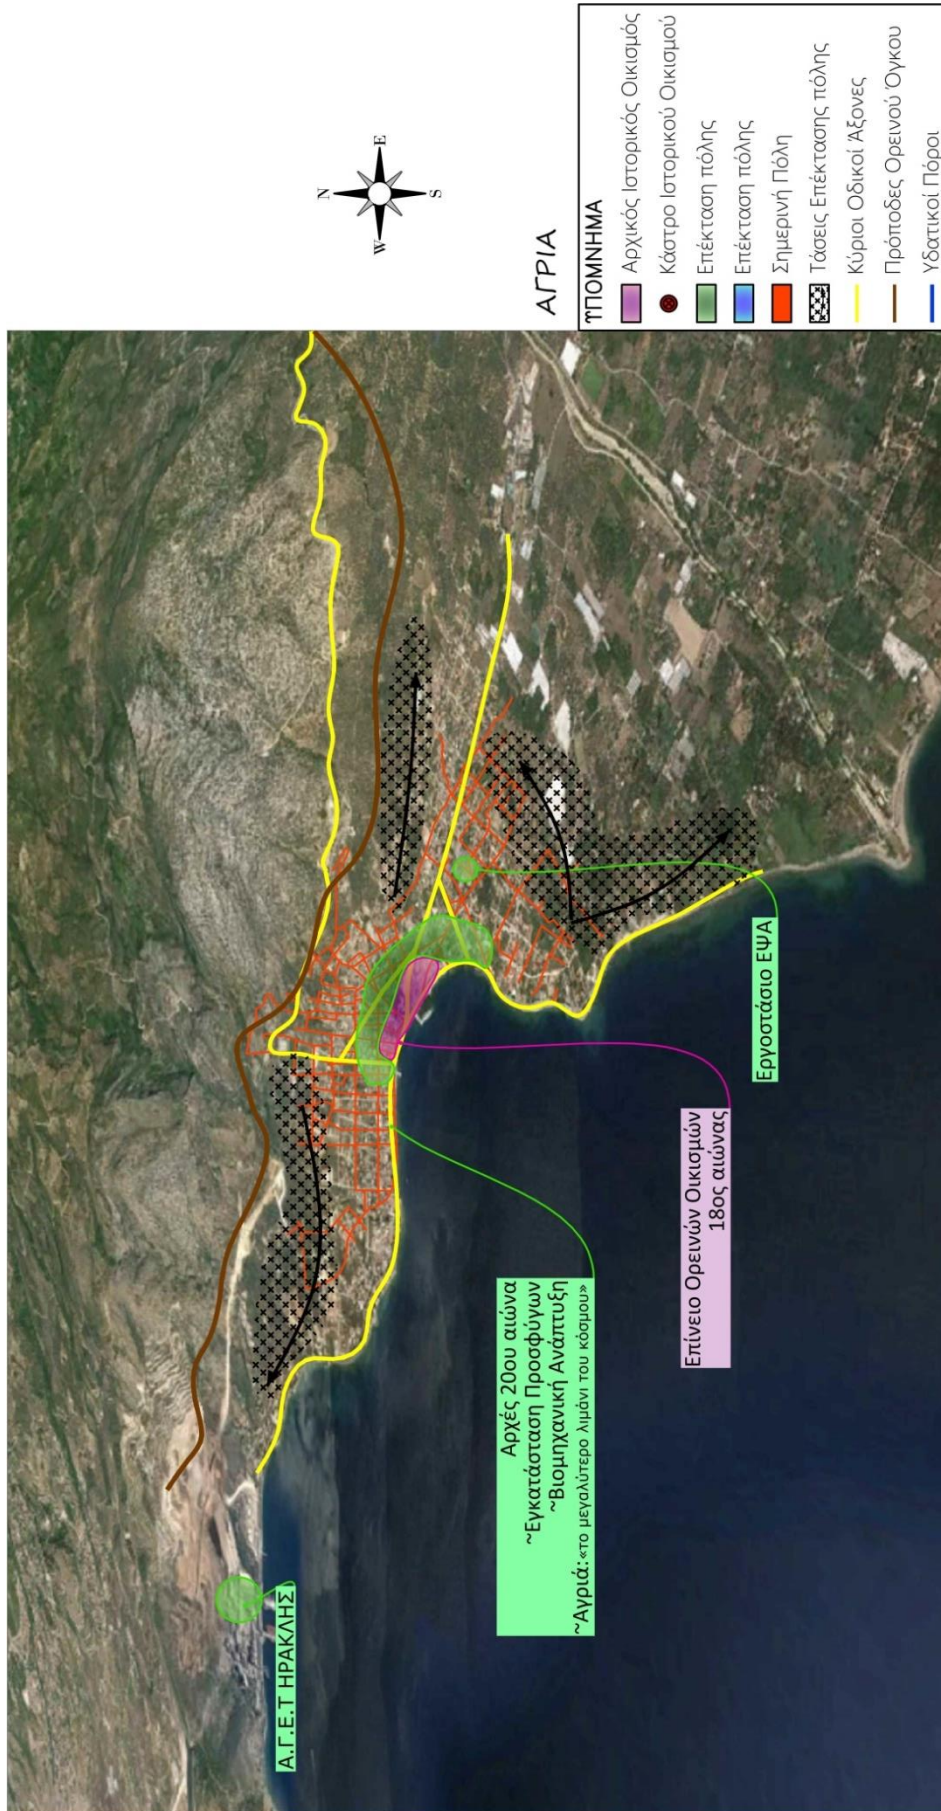 Α.Γ.Ε.Τ ΗΡΑΚΛΗΣ
Αρχές 20ου αιώνα
~Εγκατάσταση Προσφύγων
~Βιομηχανική Ανάπτυξη
~Αγριά:«το μεγαλύτερο λιμάνι του κόσμου»
Επίνειο Ορεινών Οικισμών
18ος αιώνας
Εργοστάσιο ΕΨΑ
N
W
E
S
ΑΓΡΙΑ
ΥΠΟΜΝΗΜΑ
Αρχικός Ιστορικός Οικισμός
Κάστρο Ιστορικού Οικισμού
Επέκταση πόλης
Επέκταση πόλης
Σημερινή Πόλη
Τάσεις Επέκτασης πόλης
Κύριοι Οδικοί Άξονες
Πρόποδες Ορεινού Όγκου
Υδατικοί Πόροι